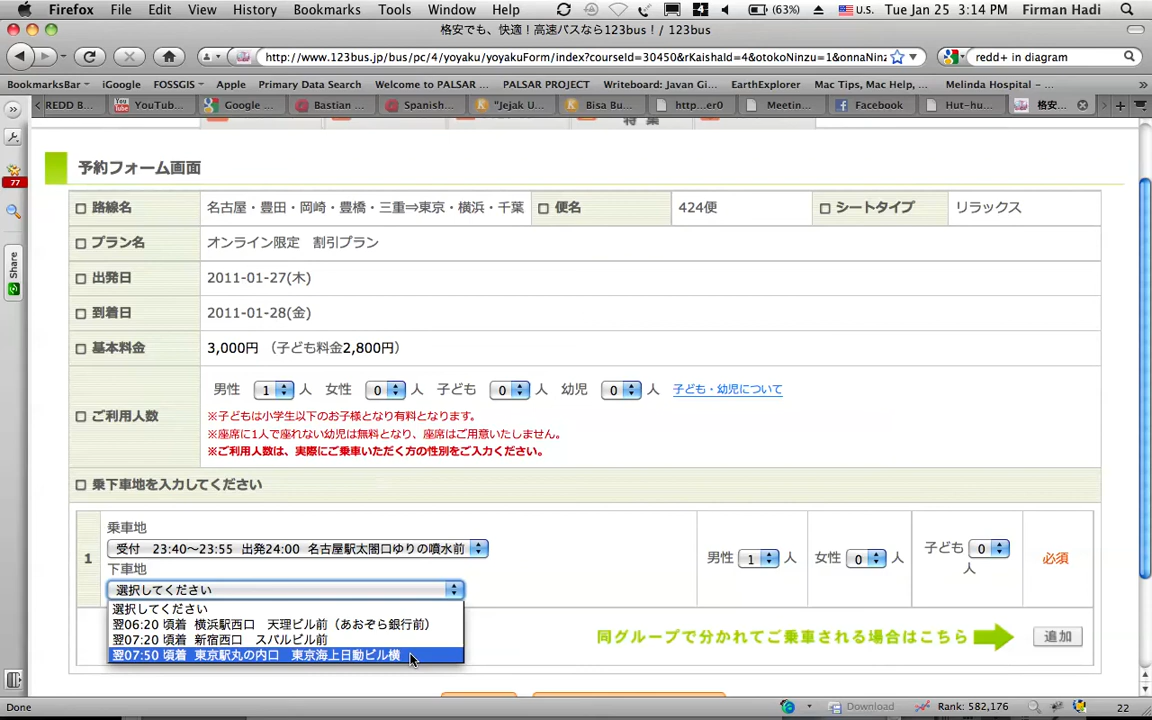 Firefox File Edit View History Bookmarks Tools Window Help (63%) U.S. Tue Jan 25 3:14 PM Firman Hadi
格安でも、快適！高速バスなら123bus！/ 123bus
http://www.123bus.jp/bus/pc/4/yoyaku/yoyakuForm/index?courseId=30450&rKaishaId=4&otokoNinzu=1&onnaNinz redd+ in diagram
BookmarksBar iGoogle FOSSGIS Apple Primary Data Search Welcome to PALSAR ... PALSAR PROJECT Writeboard: Javan Gi... EarthExplorer Mac Tips, Mac Help, ... Melinda Hospital – ...
REDD B... YouTub... Google ... Bastian ... Spanish... "Jejak U... Bisa Bu... http...er0 Meetin... Facebook Hut-hu... 格安...
特 集
77
Share
予約フォーム画面
路線名 名古屋・豊田・岡崎・豊橋・三重⇒東京・横浜・千葉 便名 424便 シートタイプ リラックス
プラン名 オンライン限定 割引プラン
出発日 2011-01-27(木)
到着日 2011-01-28(金)
基本料金 3,000円 （子ども料金2,800円）
ご利用人数 男性 1 人 女性 0 人 子ども 0 人 幼児 0 人 子ども・幼児について
※子どもは小学生以下のお子様となり有料となります。
※座席に1人で座れない幼児は無料となり、座席はご用意いたしません。
※ご利用人数は、実際にご乗車いただく方の性別をご入力ください。
乗下車地を入力してください
乗車地
受付 23:40～23:55 出発24:00 名古屋駅太閤口ゆりの噴水前
1 男性 1 人 女性 0 人 子ども 0 人 必須
下車地
選択してください
選択してください
翌06:20 頃着 横浜駅西口 天理ビル前（あおぞら銀行前）
翌07:20 頃着 新宿西口 スバルビル前
翌07:50 頃着 東京駅丸の内口 東京海上日動ビル横
同グループで分かれてご乗車される場合はこちら 追加
Done Download Rank: 582,176 22